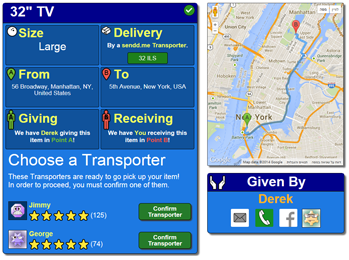 32" TV
Size
Large
Delivery
By a sendd.me Transporter.
32 ILS
From
56 Broadway, Manhattan, NY,
United States
To
5th Avenue, New York, USA
Giving
We have Derek giving this
item in Point A!
Receiving
We have You receiving this
item in Point B!
Choose a Transporter
These Transporters are ready to go pick up your item!
In order to proceed, you must confirm one of them.
Jimmy
(125)
Confirm
Transporter
George
(74)
Confirm
Transporter
Manhattan
New York
Given By
Derek